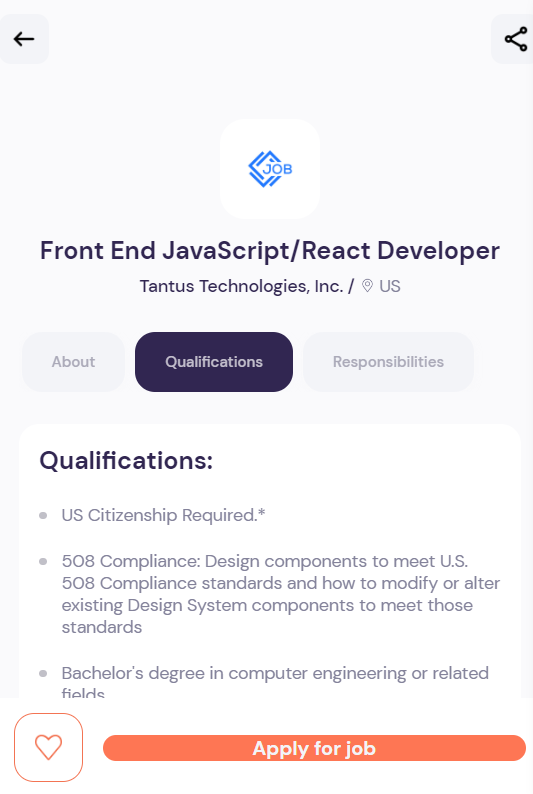 JOB
Front End JavaScript/React Developer
Tantus Technologies, Inc. / US
About
Qualifications
Responsibilities
Qualifications:
US Citizenship Required.*
508 Compliance: Design components to meet U.S.
508 Compliance standards and how to modify or alter
existing Design System components to meet those
standards
Bachelor's degree in computer engineering or related
fields
Apply for job